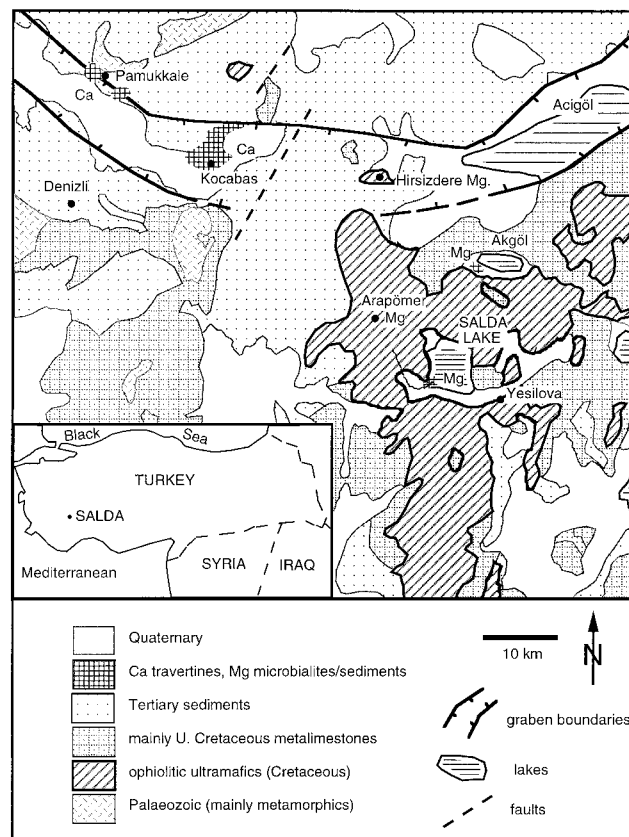 Pamukkale
Ca
Ca
Kocabas
Denizli
Acigöl
Hirsizdere Mg.
Akgöl
Mg
Arapömer
Mg
SALDA
LAKE
Mg
Yesilova
Black Sea
TURKEY
SALDA
SYRIA
IRAQ
Mediterranean
Quaternary
Ca travertines, Mg microbialites/sediments
Tertiary sediments
mainly U. Cretaceous metalimestones
ophiolitic ultramafics (Cretaceous)
Palaeozoic (mainly metamorphics)
10 km
N
graben boundaries
lakes
faults